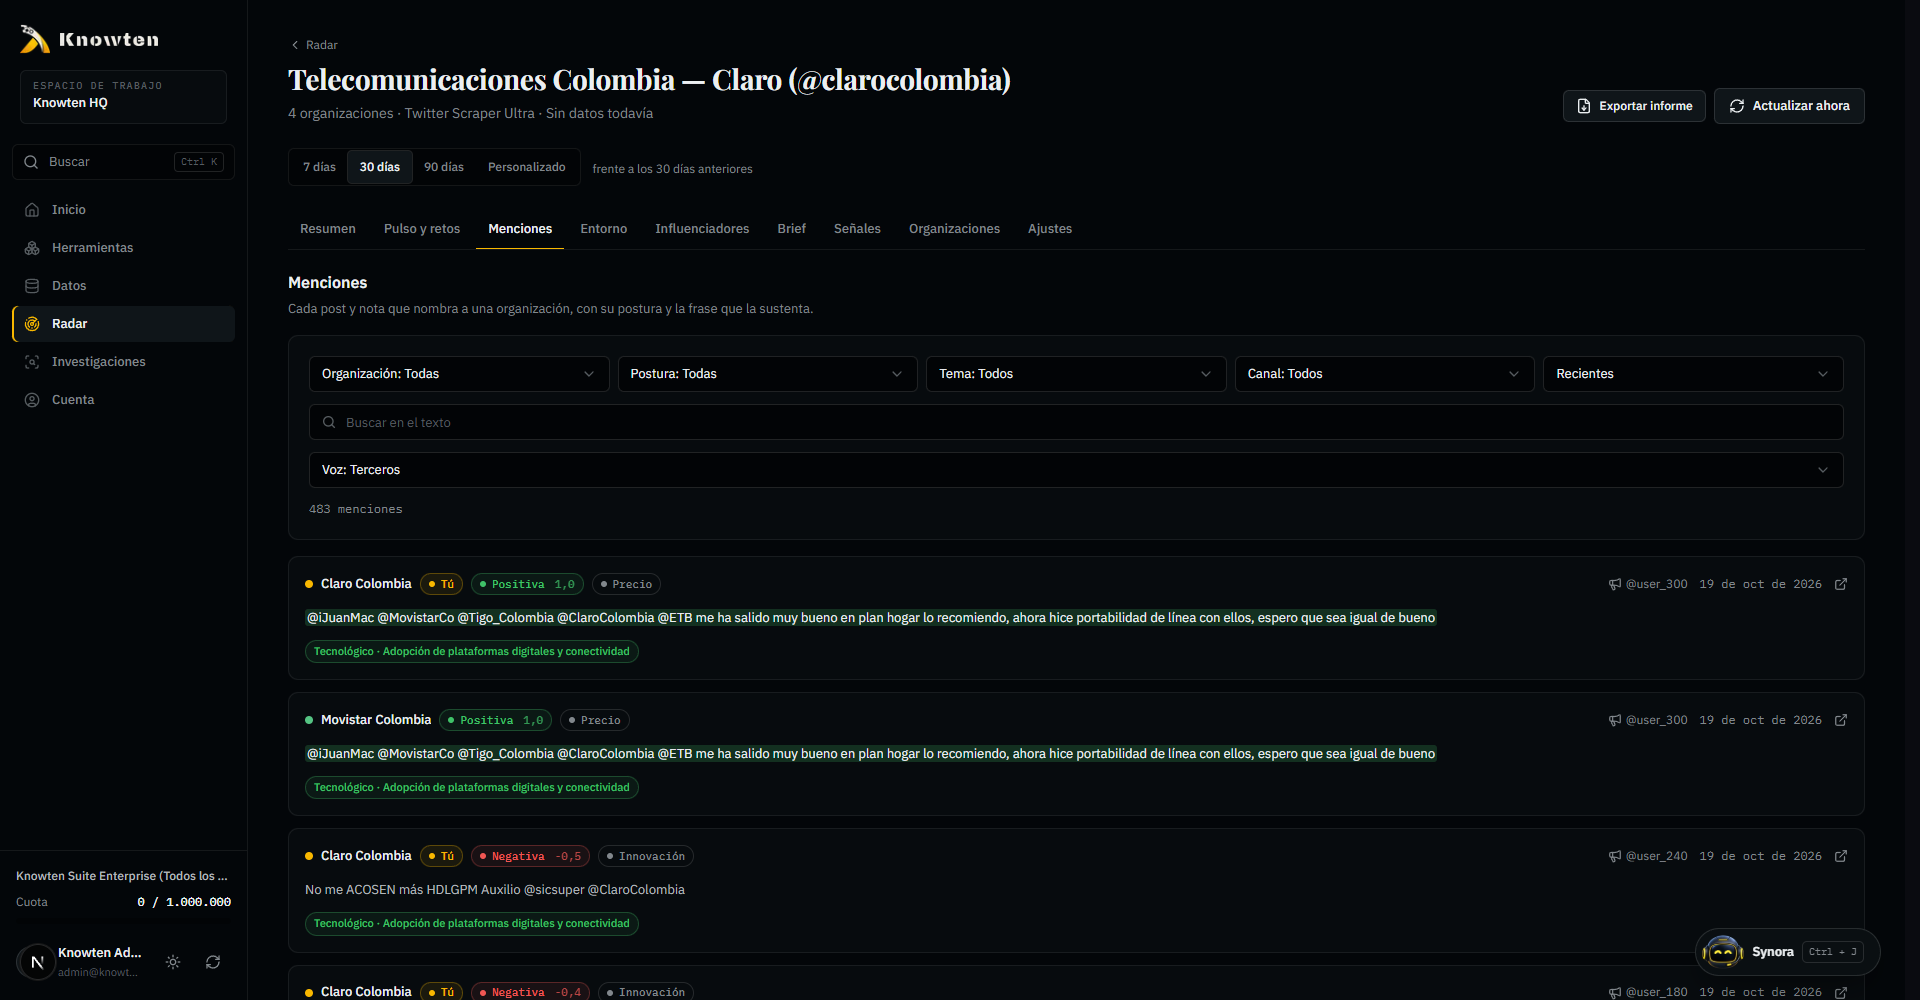 Knowten
ESPACIO DE TRABAJO
Knowten HQ
Buscar
Ctrl K
Inicio
Herramientas
Datos
Radar
Investigaciones
Cuenta
Knowten Suite Enterprise (Todos los ...
Cuota 0 / 1.000.000
N
Knowten Ad...
admin@knowt...
Radar
Telecomunicaciones Colombia — Claro (@clarocolombia)
4 organizaciones · Twitter Scraper Ultra · Sin datos todavía
Exportar informe
Actualizar ahora
7 días 30 días 90 días Personalizado frente a los 30 días anteriores
Resumen Pulso y retos Menciones Entorno Influenciadores Brief Señales Organizaciones Ajustes
Menciones
Cada post y nota que nombra a una organización, con su postura y la frase que la sustenta.
Organización: Todas Postura: Todas Tema: Todos Canal: Todos Recientes
Buscar en el texto
Voz: Terceros
483 menciones
Claro Colombia Tú Positiva 1,0 Precio @user_300 19 de oct de 2026
@iJuanMac @MovistarCo @Tigo_Colombia @ClaroColombia @ETB me ha salido muy bueno en plan hogar lo recomiendo, ahora hice portabilidad de línea con ellos, espero que sea igual de bueno
Tecnológico · Adopción de plataformas digitales y conectividad
Movistar Colombia Positiva 1,0 Precio @user_300 19 de oct de 2026
@iJuanMac @MovistarCo @Tigo_Colombia @ClaroColombia @ETB me ha salido muy bueno en plan hogar lo recomiendo, ahora hice portabilidad de línea con ellos, espero que sea igual de bueno
Tecnológico · Adopción de plataformas digitales y conectividad
Claro Colombia Tú Negativa -0,5 Innovación @user_240 19 de oct de 2026
No me ACOSEN más HDLGPM Auxilio @sicsuper @ClaroColombia
Tecnológico · Adopción de plataformas digitales y conectividad
Claro Colombia Tú Negativa -0,4 Innovación @user_180 19 de oct de 2026
Synora Ctrl + J